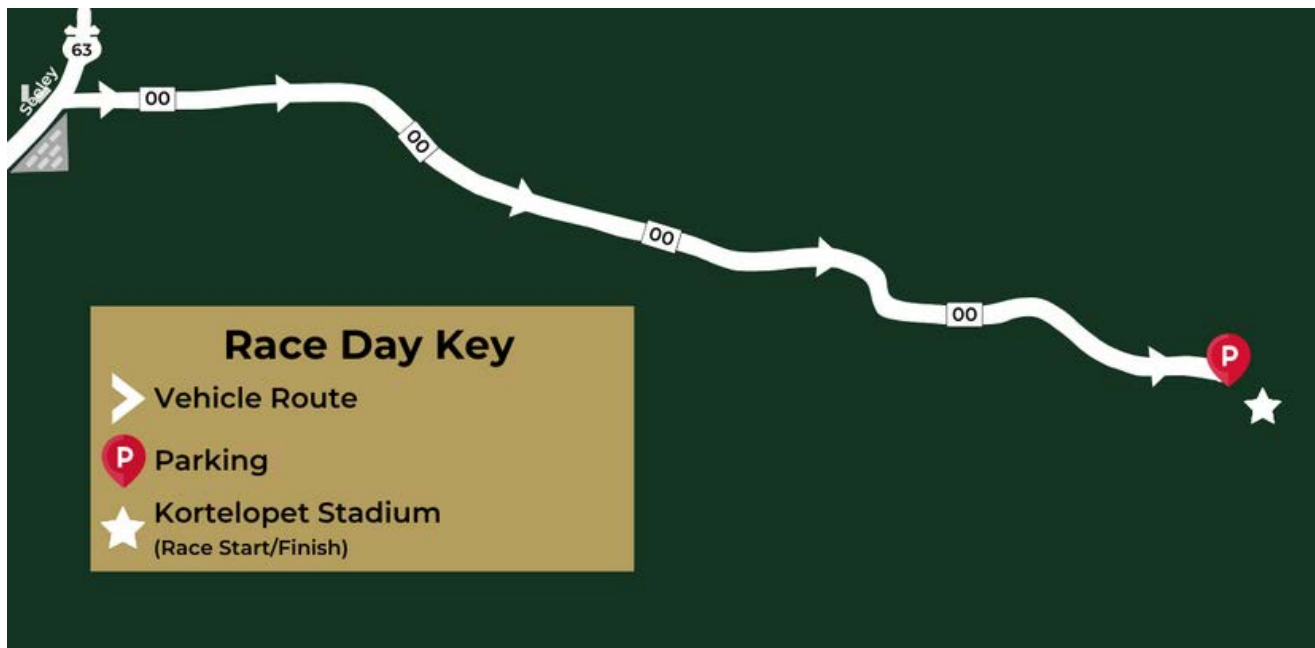 63
Seeley
00
00
00
00
P
Race Day Key
Vehicle Route
P
Parking
Kortelopet Stadium
(Race Start/Finish)